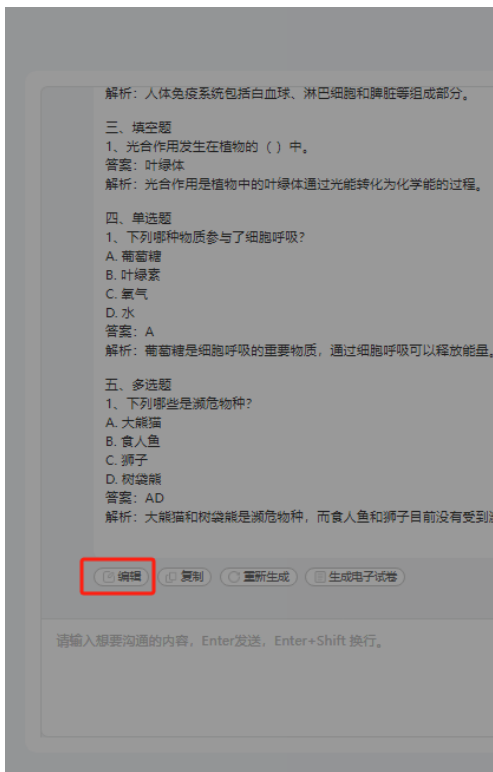 解析：人体免疫系统包括白血球、淋巴细胞和脾脏等组成部分。
三、填空题
1、光合作用发生在植物的（ ）中。
答案：叶绿体
解析：光合作用是植物中的叶绿体通过光能转化为化学能的过程。
四、单选题
1、下列哪种物质参与了细胞呼吸？
A. 葡萄糖
B. 叶绿素
C. 氧气
D. 水
答案：A
解析：葡萄糖是细胞呼吸的重要物质，通过细胞呼吸可以释放能量。
五、多选题
1、下列哪些是濒危物种？
A. 大熊猫
B. 食人鱼
C. 狮子
D. 树袋熊
答案：AD
解析：大熊猫和树袋熊是濒危物种，而食人鱼和狮子目前没有受到
编辑 复制 重新生成 生成电子试卷
请输入想要沟通的内容，Enter发送，Enter+Shift 换行。